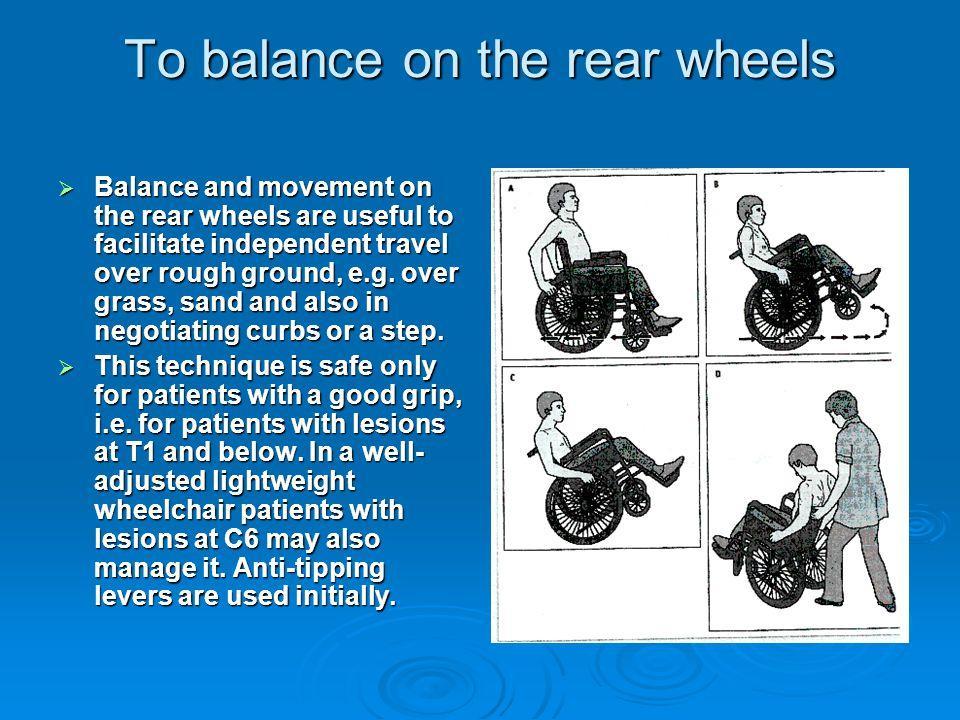 To balance on the rear wheels
Balance and movement on
the rear wheels are useful to
facilitate independent travel
over rough ground, e.g. over
grass, sand and also in
negotiating curbs or a step.
This technique is safe only
for patients with a good grip,
i.e. for patients with lesions
at T1 and below. In a well-
adjusted lightweight
wheelchair patients with
lesions at C6 may also
manage it. Anti-tipping
levers are used initially.
A
B
C
D